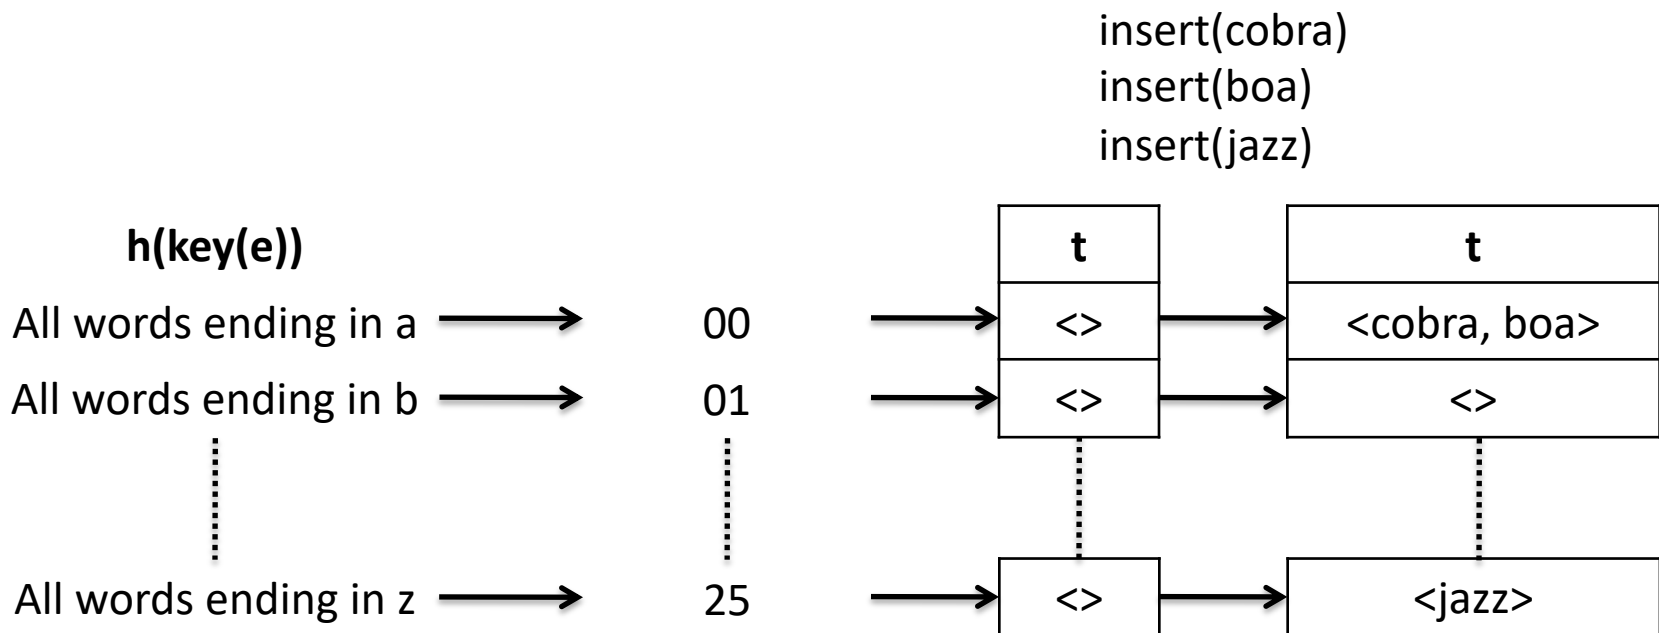 insert(cobra)
insert(boa)
insert(jazz)
h(key(e)) t t
All words ending in a 00 <> <cobra, boa>
All words ending in b 01 <> <>
All words ending in z 25 <> <jazz>